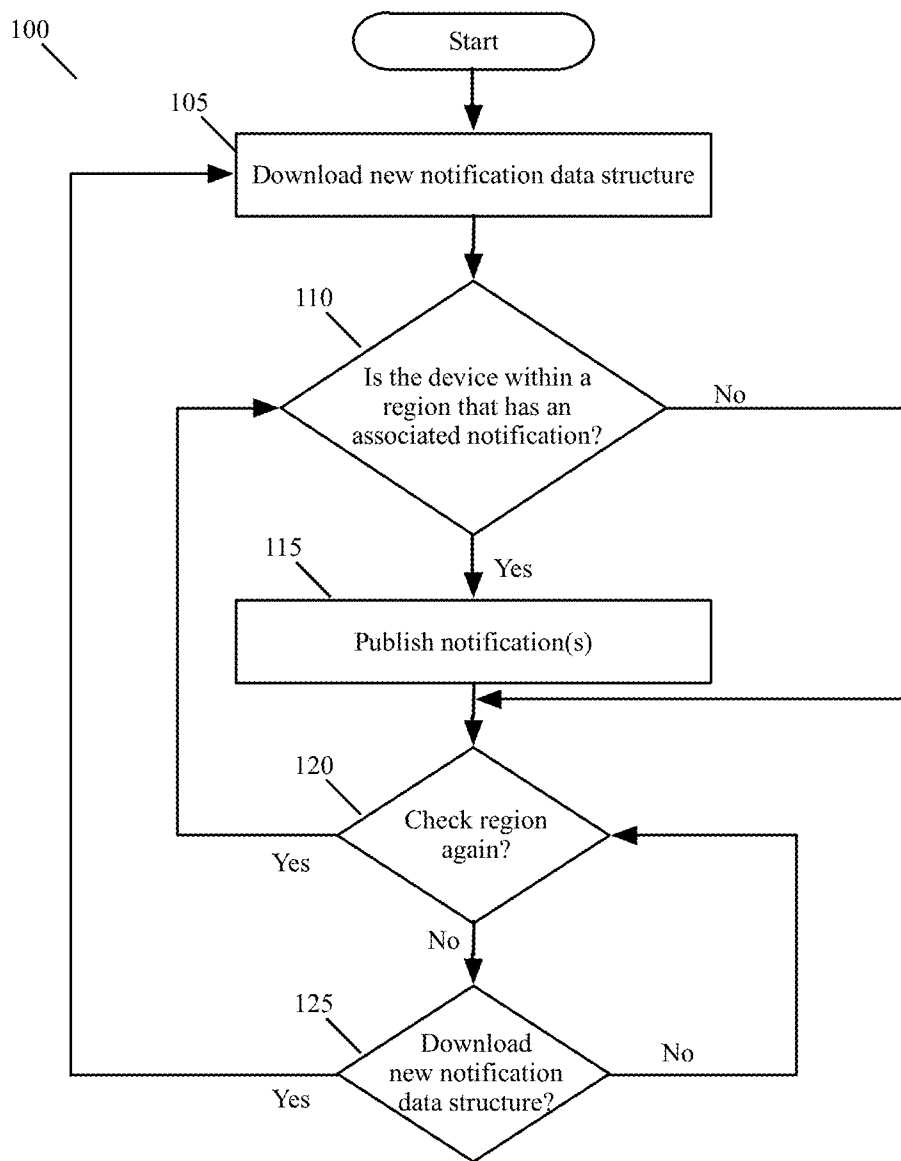 100
Start
105
Download new notification data structure
110
Is the device within a
region that has an
associated notification?
No
Yes
115
Publish notification(s)
120
Check region
again?
Yes
No
125
Download
new notification
data structure?
No
Yes